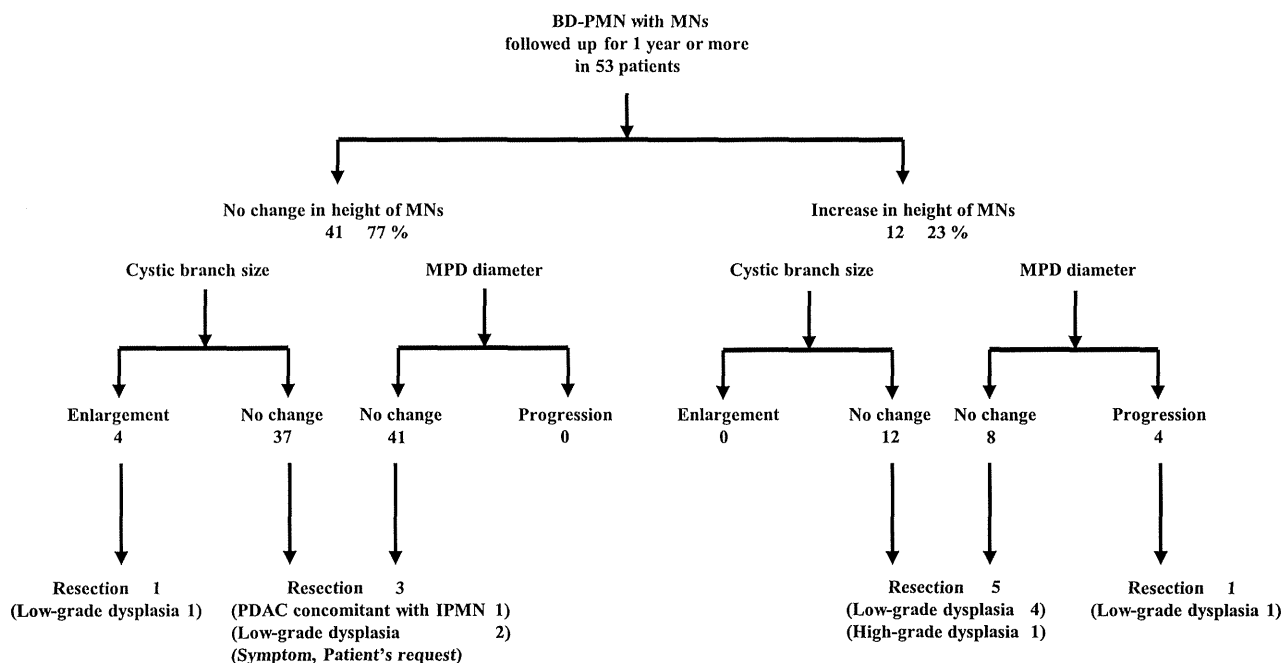 BD-PMN with MNs
followed up for 1 year or more
in 53 patients
No change in height of MNs
41 77 %
Increase in height of MNs
12 23 %
Cystic branch size
MPD diameter
Cystic branch size
MPD diameter
Enlargement
4
No change
37
No change
41
Progression
0
Enlargement
0
No change
12
No change
8
Progression
4
Resection 1
(Low-grade dysplasia 1)
Resection 3
(PDAC concomitant with IPMN 1)
(Low-grade dysplasia 2)
(Symptom, Patient's request)
Resection 5
(Low-grade dysplasia 4)
(High-grade dysplasia 1)
Resection 1
(Low-grade dysplasia 1)